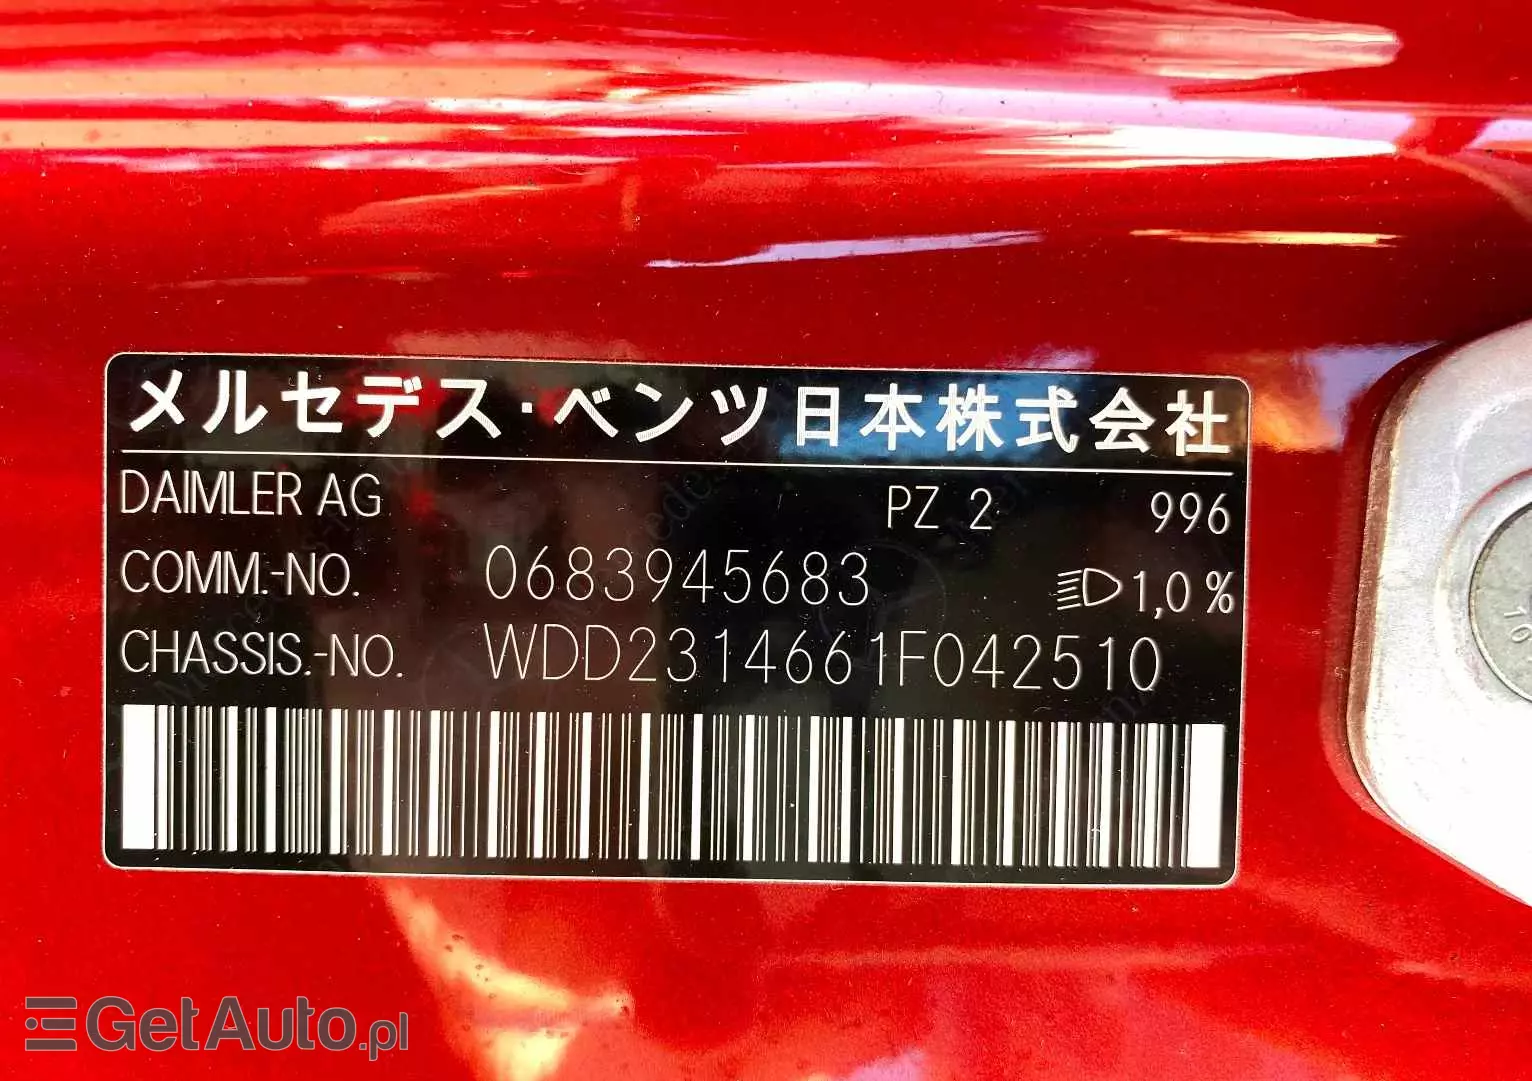 メルセデス・ベンツ日本株式会社
DAIMLER AG PZ 2 996
COMM.-NO. 0683945683 1,0 %
CHASSIS.-NO. WDD2314661F042510
GetAuto.pl